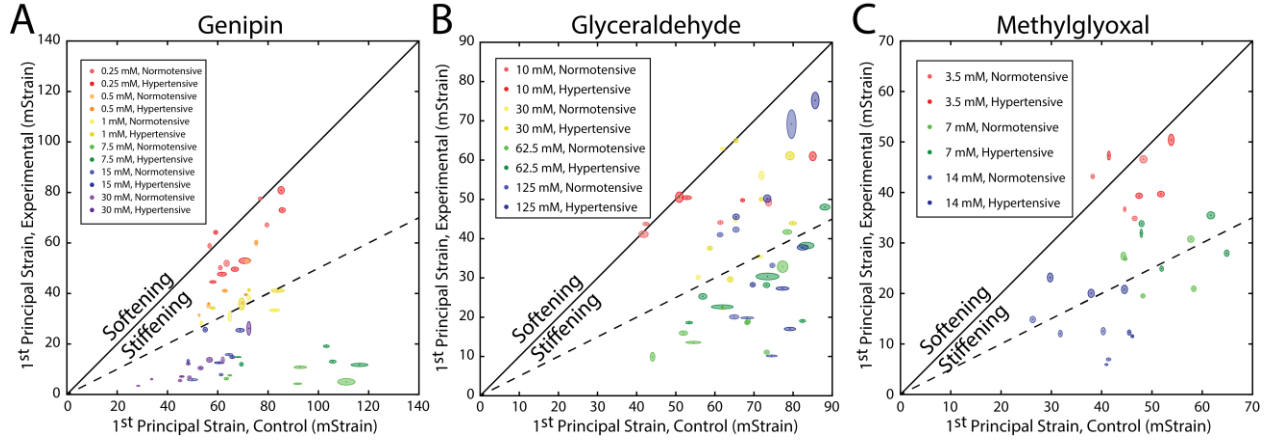 A
Genipin
1st Principal Strain, Experimental (mStrain)
140
120
100
80
60
40
20
0
0.25 mM, Normotensive
0.25 mM, Hypertensive
0.5 mM, Normotensive
0.5 mM, Hypertensive
1 mM, Normotensive
1 mM, Hypertensive
7.5 mM, Normotensive
7.5 mM, Hypertensive
15 mM, Normotensive
15 mM, Hypertensive
30 mM, Normotensive
30 mM, Hypertensive
Softening
Stiffening
0 20 40 60 80 100 120 140
1st Principal Strain, Control (mStrain)
B
Glyceraldehyde
1st Principal Strain, Experimental (mStrain)
90
80
70
60
50
40
30
20
10
0
10 mM, Normotensive
10 mM, Hypertensive
30 mM, Normotensive
30 mM, Hypertensive
62.5 mM, Normotensive
62.5 mM, Hypertensive
125 mM, Normotensive
125 mM, Hypertensive
Softening
Stiffening
0 10 20 30 40 50 60 70 80 90
1st Principal Strain, Control (mStrain)
C
Methylglyoxal
1st Principal Strain, Experimental (mStrain)
70
60
50
40
30
20
10
0
3.5 mM, Normotensive
3.5 mM, Hypertensive
7 mM, Normotensive
7 mM, Hypertensive
14 mM, Normotensive
14 mM, Hypertensive
Softening
Stiffening
0 10 20 30 40 50 60 70
1st Principal Strain, Control (mStrain)